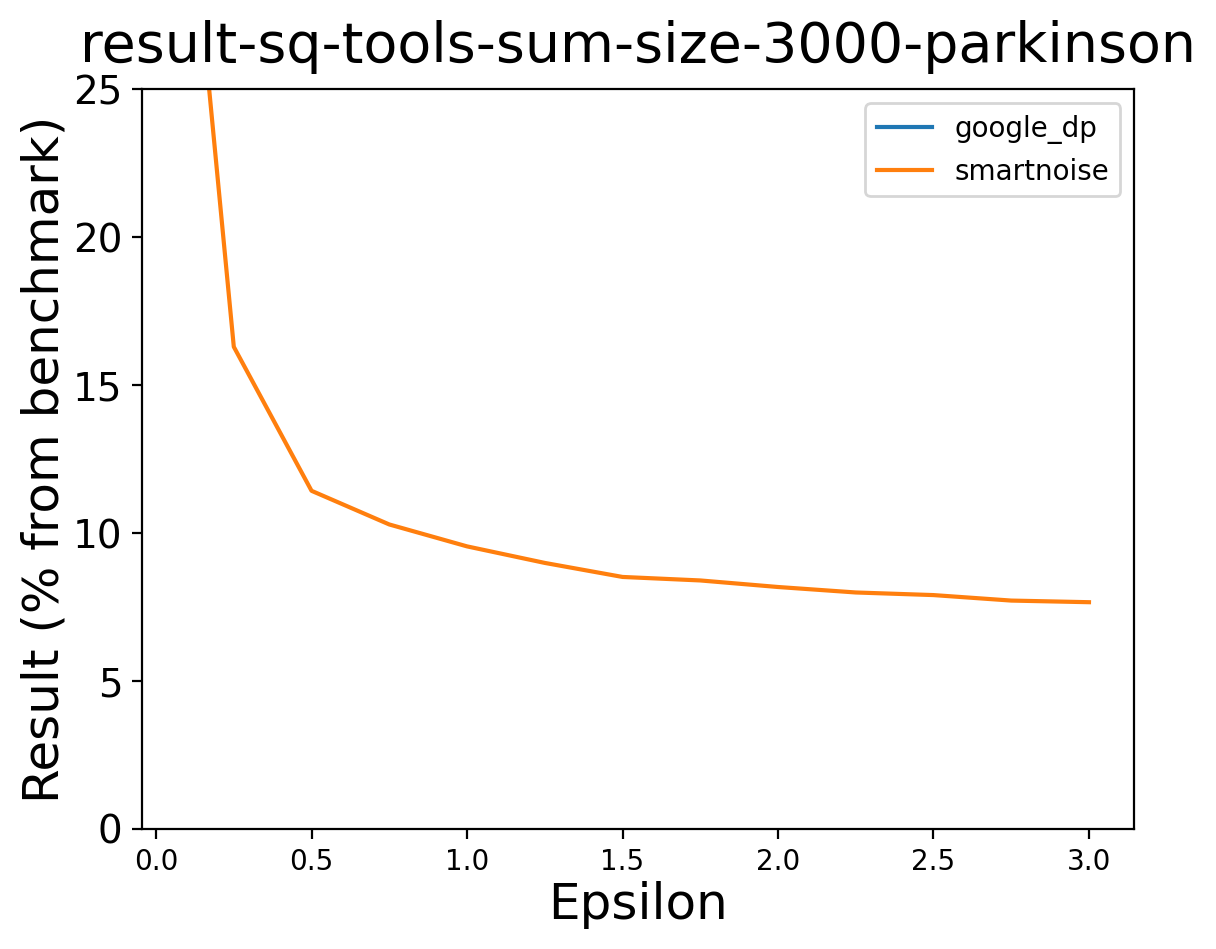 result-sq-tools-sum-size-3000-parkinson
google_dp
smartnoise
Result (% from benchmark)
25
20
15
10
5
0
0.0 0.5 1.0 1.5 2.0 2.5 3.0
Epsilon